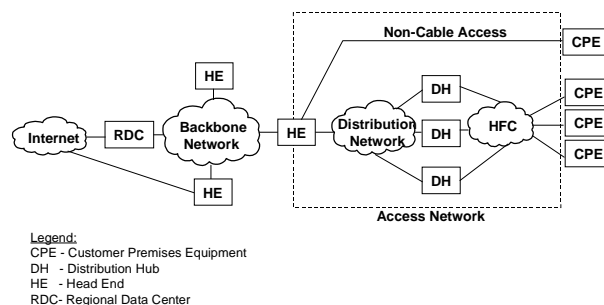 Non-Cable Access
CPE
HE
DH
CPE
Internet
RDC
Backbone
Network
HE
Distribution
Network
DH
HFC
CPE
CPE
HE
DH
Access Network
Legend:
CPE - Customer Premises Equipment
DH - Distribution Hub
HE - Head End
RDC- Regional Data Center